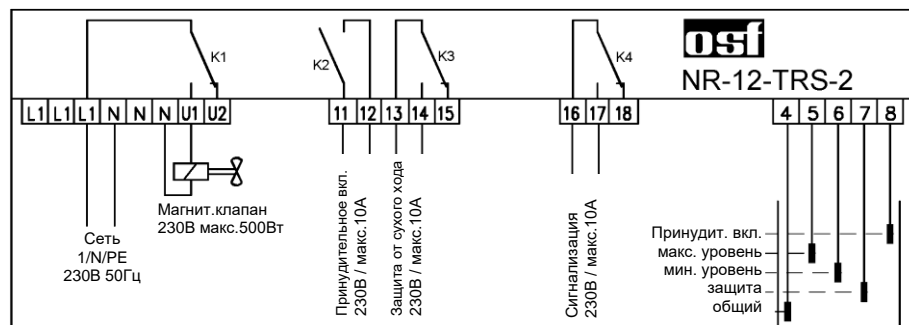 osf
NR-12-TRS-2
K1
K2
K3
K4
L1 L1 L1 N N N U1 U2
11 12 13 14 15
16 17 18
4 5 6 7 8
Сеть
1/N/PE
230В 50Гц
Магнит.клапан
230В макс.500Вт
Принудительное вкл.
230В / макс.10А
Защита от сухого хода
230В / макс.10А
Сигнализация
230В / макс.10А
Принудит. вкл.
макс. уровень
мин. уровень
защита
общий